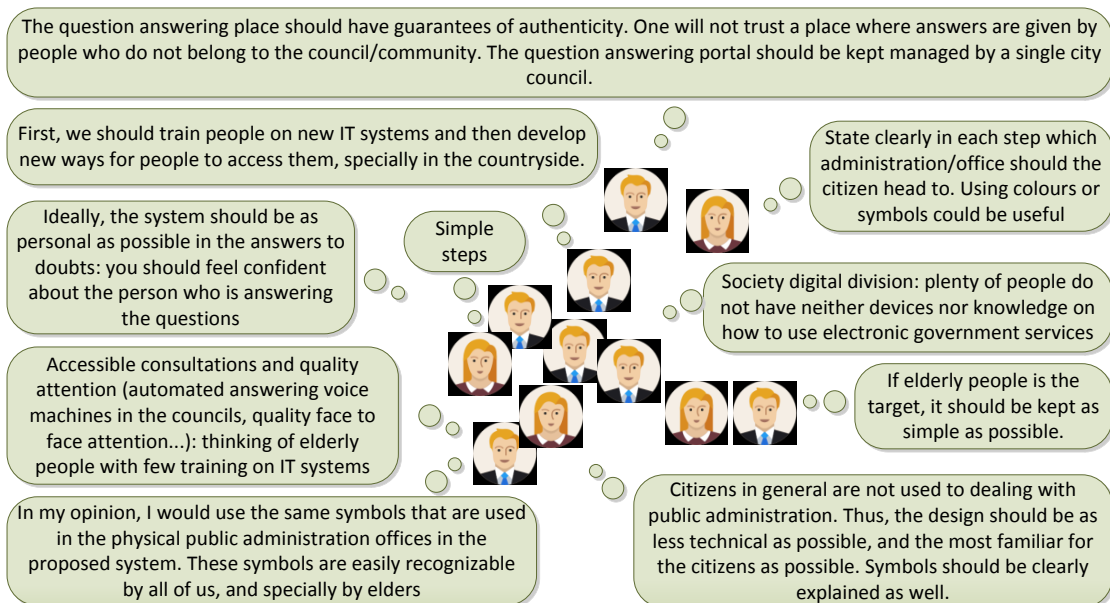 The question answering place should have guarantees of authenticity. One will not trust a place where answers are given by
people who do not belong to the council/community. The question answering portal should be kept managed by a single city
council.
First, we should train people on new IT systems and then develop
new ways for people to access them, specially in the countryside.
State clearly in each step which
administration/office should the
citizen head to. Using colours or
symbols could be useful
Ideally, the system should be as
personal as possible in the answers to
doubts: you should feel confident
about the person who is answering
the questions
Simple
steps
Society digital division: plenty of people do
not have neither devices nor knowledge on
how to use electronic government services
Accessible consultations and quality
attention (automated answering voice
machines in the councils, quality face to
face attention...): thinking of elderly
people with few training on IT systems
If elderly people is the
target, it should be kept as
simple as possible.
In my opinion, I would use the same symbols that are used
in the physical public administration offices in the
proposed system. These symbols are easily recognizable
by all of us, and specially by elders
Citizens in general are not used to dealing with
public administration. Thus, the design should be as
less technical as possible, and the most familiar for
the citizens as possible. Symbols should be clearly
explained as well.